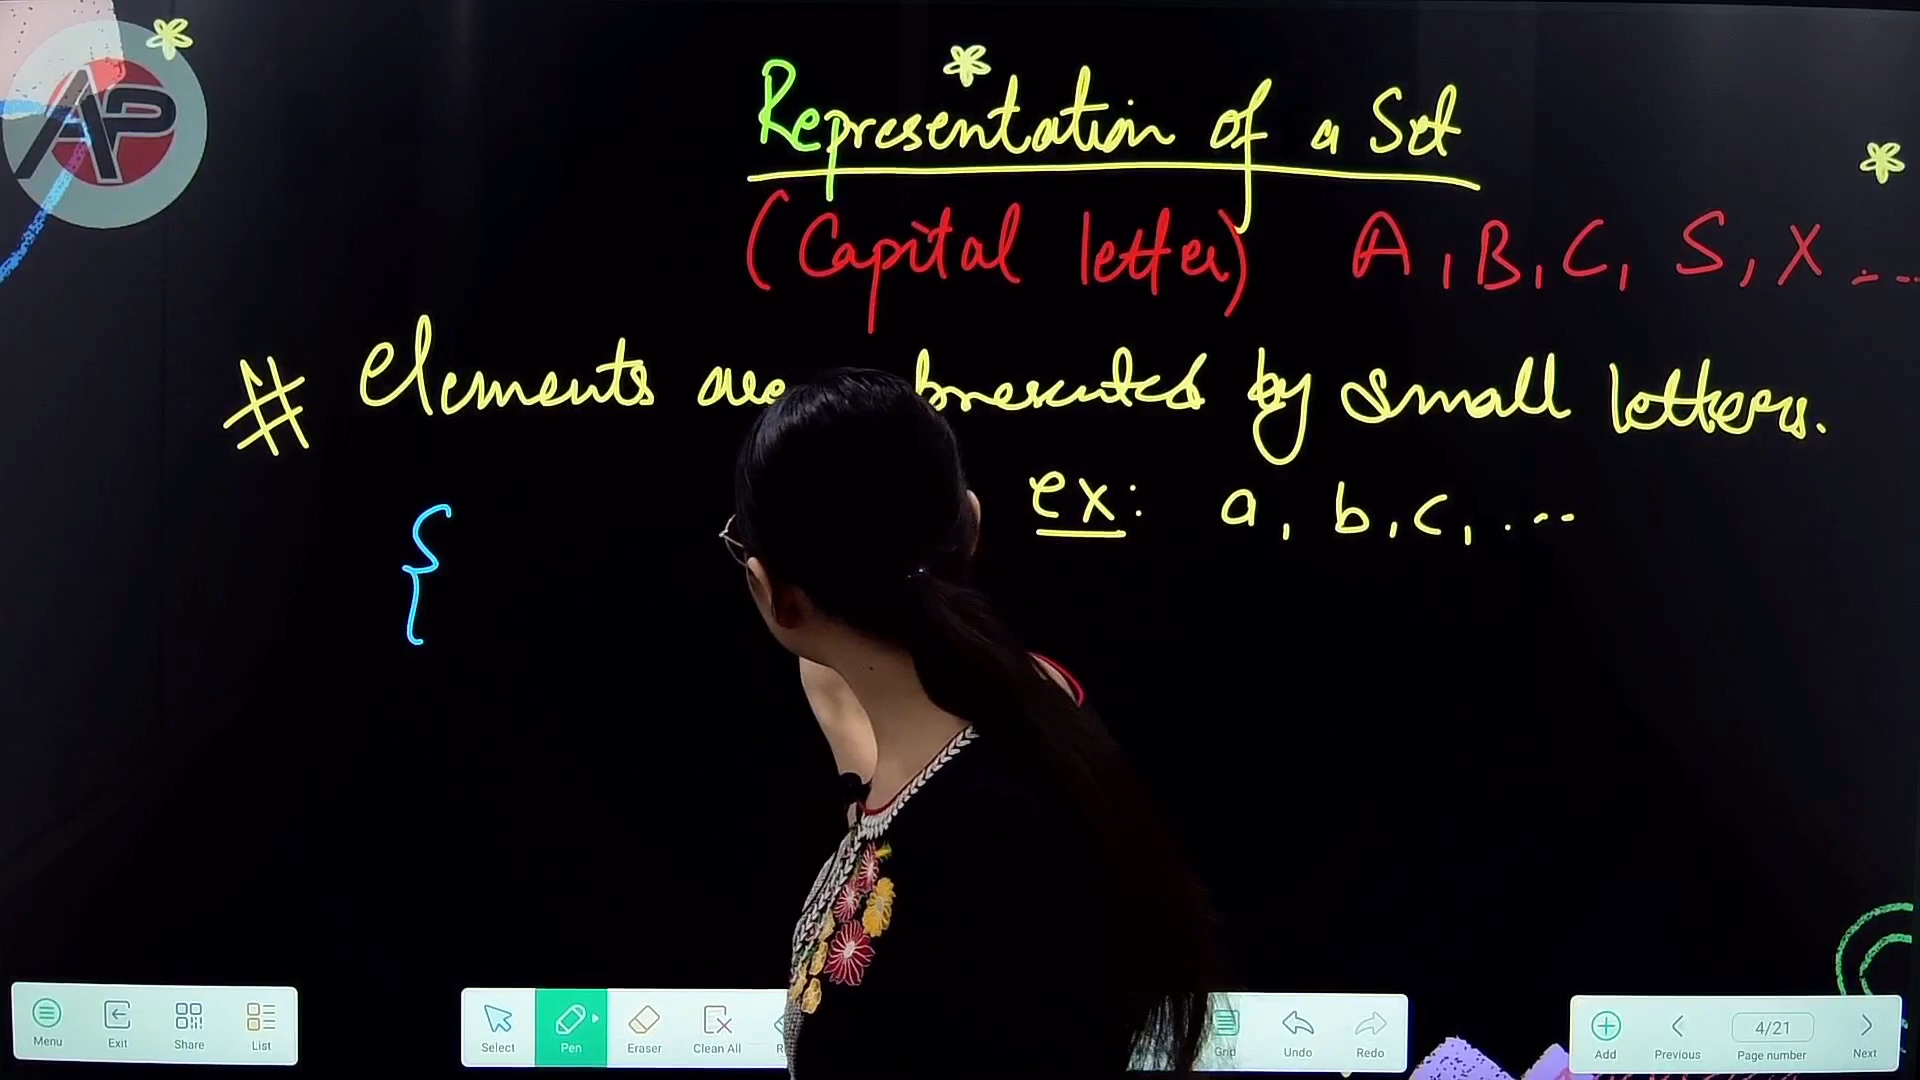 AP
Representation of a Set
(Capital letter) A, B, C, S, X ...
# Elements are by small letters.
ex: a, b, c, ...
{
Menu Exit Share List
Select Pen Eraser Clean All Grid Undo Redo
Add Previous 4/21 Page number Next